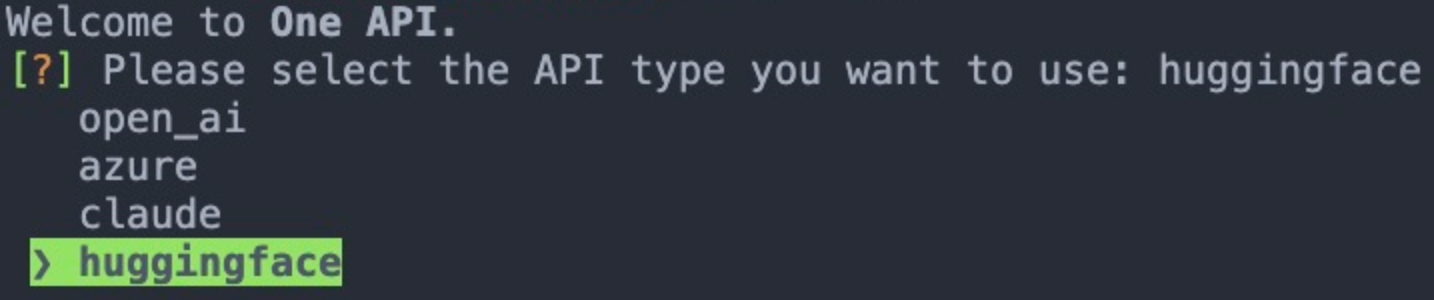 Welcome to One API.
[?] Please select the API type you want to use: huggingface
open_ai
azure
claude
❯ huggingface